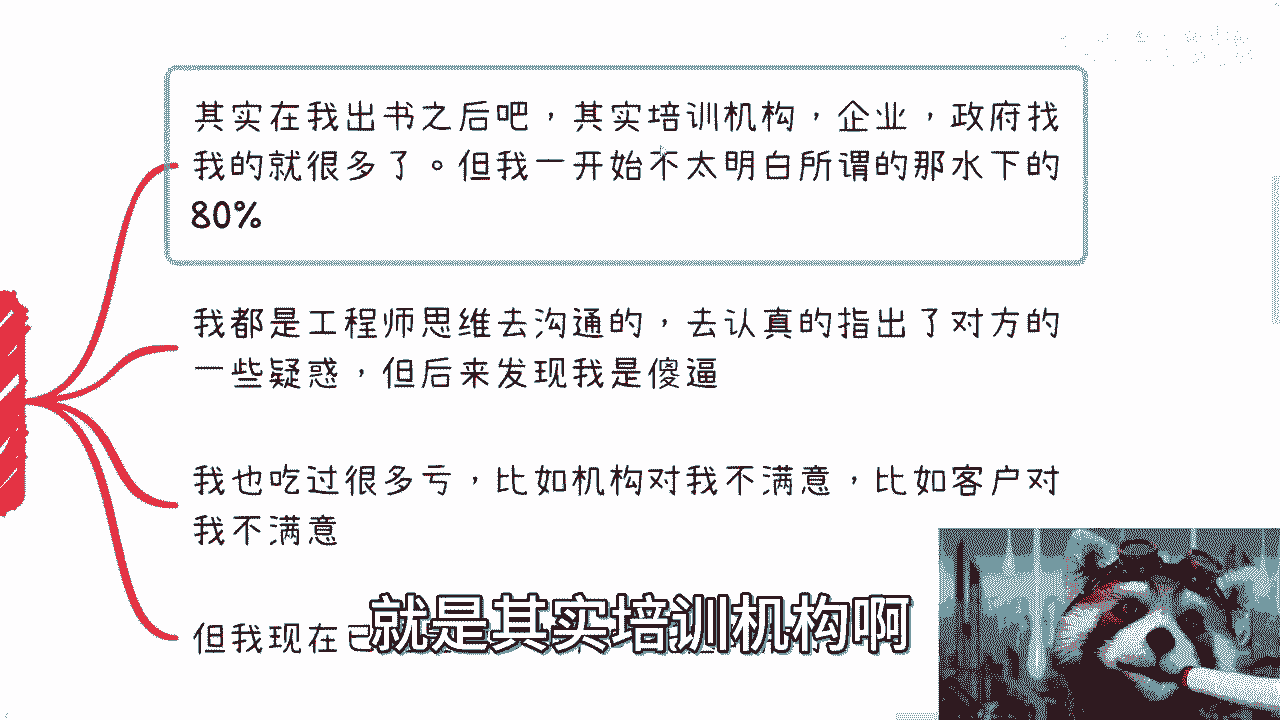 其实在我出书之后吧，其实培训机构，企业，政府找
我的就很多了。但我一开始不太明白所谓的那水下的
80%
我都是工程师思维去沟通的，去认真的指出了对方的
一些疑惑，但后来发现我是傻逼
我也吃过很多亏，比如机构对我不满意，比如客户对
我不满意
但我现在已
就是其实培训机构啊